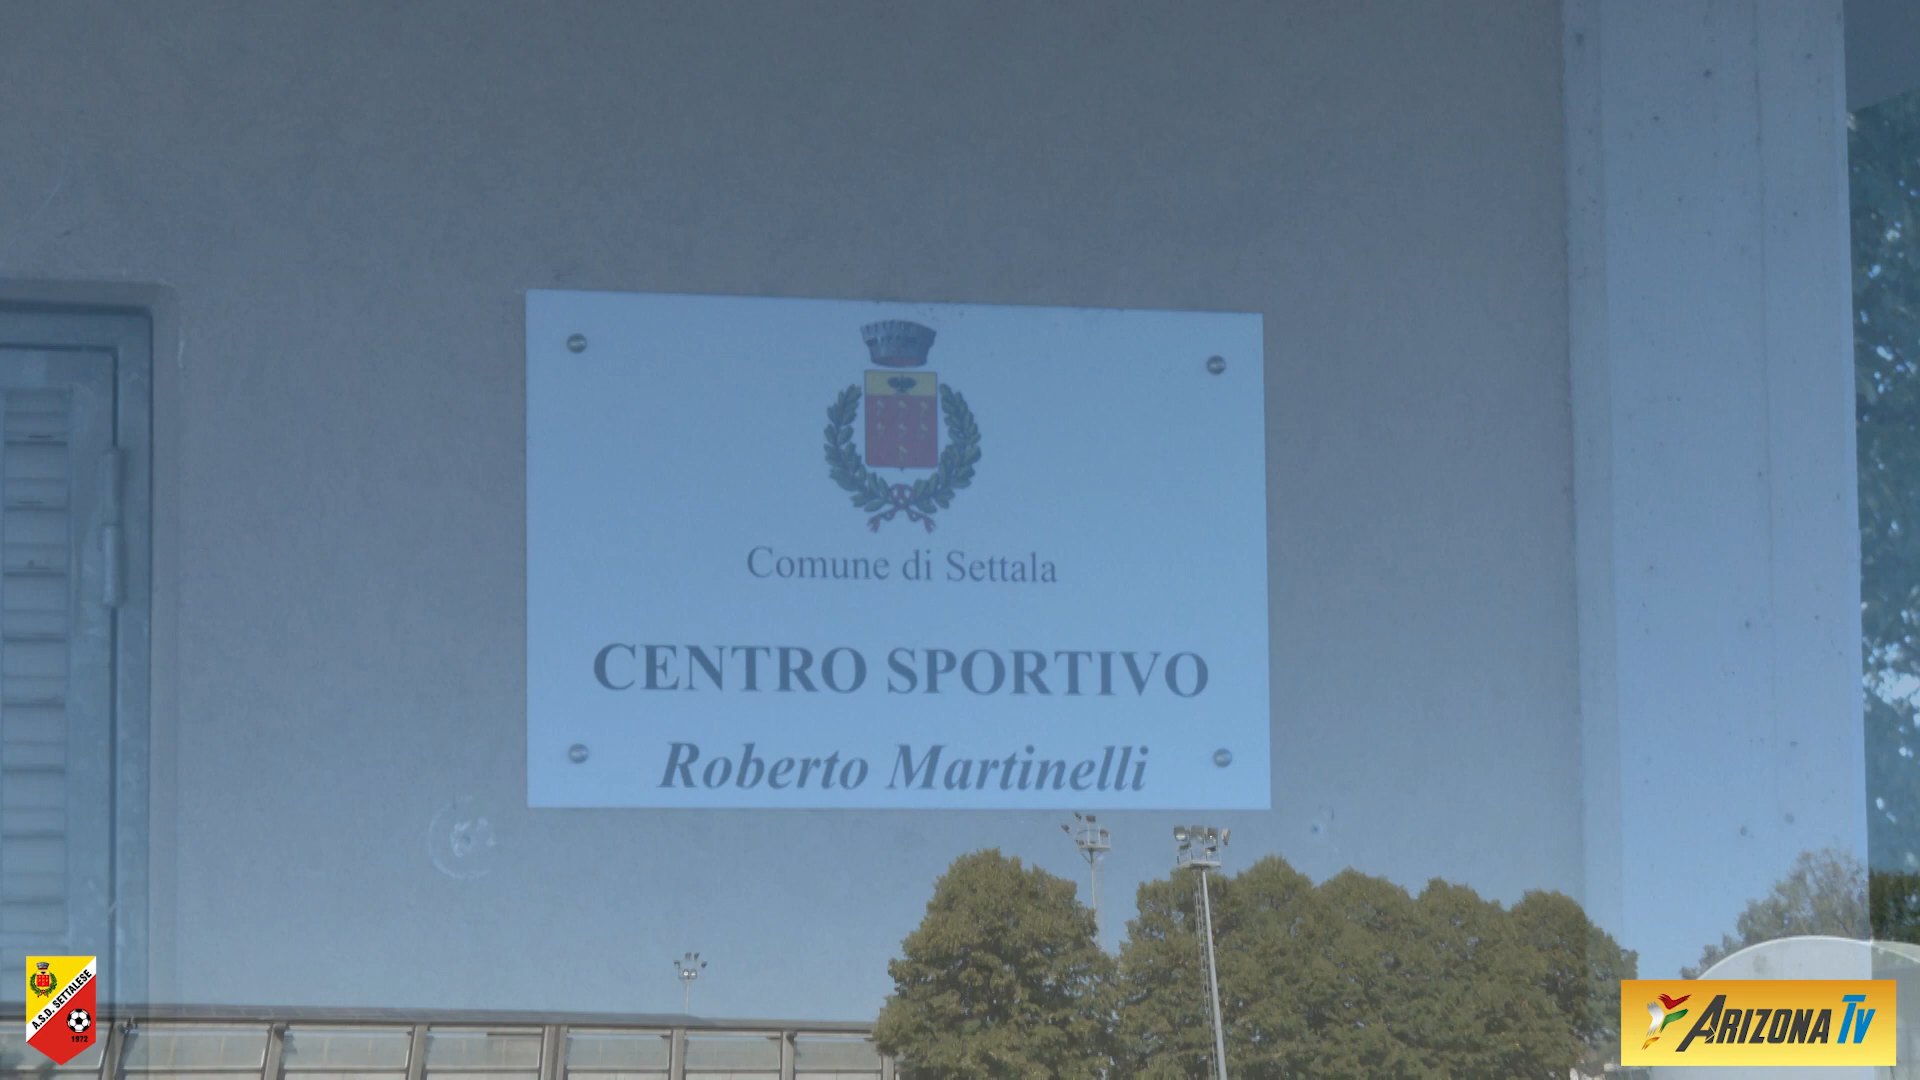 Comune di Settala
CENTRO SPORTIVO
Roberto Martinelli
A.S.D. SETTALESE
1972
ARIZONA TV